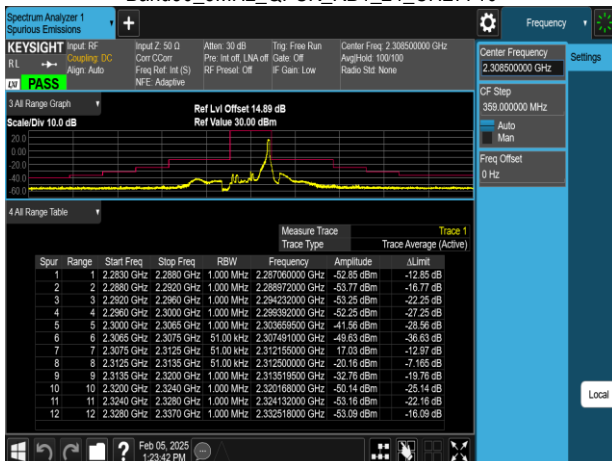 Spectrum Analyzer 1
Spurious Emissions
Frequency
KEYSIGHT
RL
Input: RF
Coupling: DC
Align: Auto
Input Z: 50 Ω
Corr CCorr
Freq Ref: Int (S)
NFE: Adaptive
Atten: 30 dB
Pre: Int off, LNA off
RF Preset: Off
Trig: Free Run
Gate: Off
IF Gain: Low
Center Freq: 2.308500000 GHz
Avg|Hold: 100/100
Radio Std: None
LXI PASS
Center Frequency
2.308500000 GHz
Settings
CF Step
359.000000 MHz
Auto
Man
Freq Offset
0 Hz
Local
3 All Range Graph
Scale/Div 10.0 dB
Ref Lvl Offset 14.89 dB
Ref Value 30.00 dBm
20.0
0.00
-20.0
-40.0
-60.0
4 All Range Table
Measure Trace Trace 1
Trace Type Trace Average (Active)
Spur Range Start Freq Stop Freq RBW Frequency Amplitude ΔLimit
1 1 2.2830 GHz 2.2880 GHz 1.000 MHz 2.287060000 GHz -52.85 dBm -12.85 dB
2 2 2.2880 GHz 2.2920 GHz 1.000 MHz 2.288972000 GHz -53.77 dBm -16.77 dB
3 3 2.2920 GHz 2.2960 GHz 1.000 MHz 2.294232000 GHz -53.25 dBm -22.25 dB
4 4 2.2960 GHz 2.3000 GHz 1.000 MHz 2.299392000 GHz -52.25 dBm -27.25 dB
5 5 2.3000 GHz 2.3065 GHz 1.000 MHz 2.303659500 GHz -41.56 dBm -28.56 dB
6 6 2.3065 GHz 2.3075 GHz 51.00 kHz 2.307491000 GHz -49.63 dBm -36.63 dB
7 7 2.3075 GHz 2.3125 GHz 51.00 kHz 2.312155000 GHz 17.03 dBm -12.97 dB
8 8 2.3125 GHz 2.3135 GHz 51.00 kHz 2.312500000 GHz -20.16 dBm -7.165 dB
9 9 2.3135 GHz 2.3200 GHz 1.000 MHz 2.313519500 GHz -32.76 dBm -19.76 dB
10 10 2.3200 GHz 2.3240 GHz 1.000 MHz 2.320168000 GHz -50.14 dBm -25.14 dB
11 11 2.3240 GHz 2.3280 GHz 1.000 MHz 2.324132000 GHz -53.16 dBm -22.16 dB
12 12 2.3280 GHz 2.3370 GHz 1.000 MHz 2.332518000 GHz -53.09 dBm -16.09 dB
Feb 05, 2025
1:23:42 PM